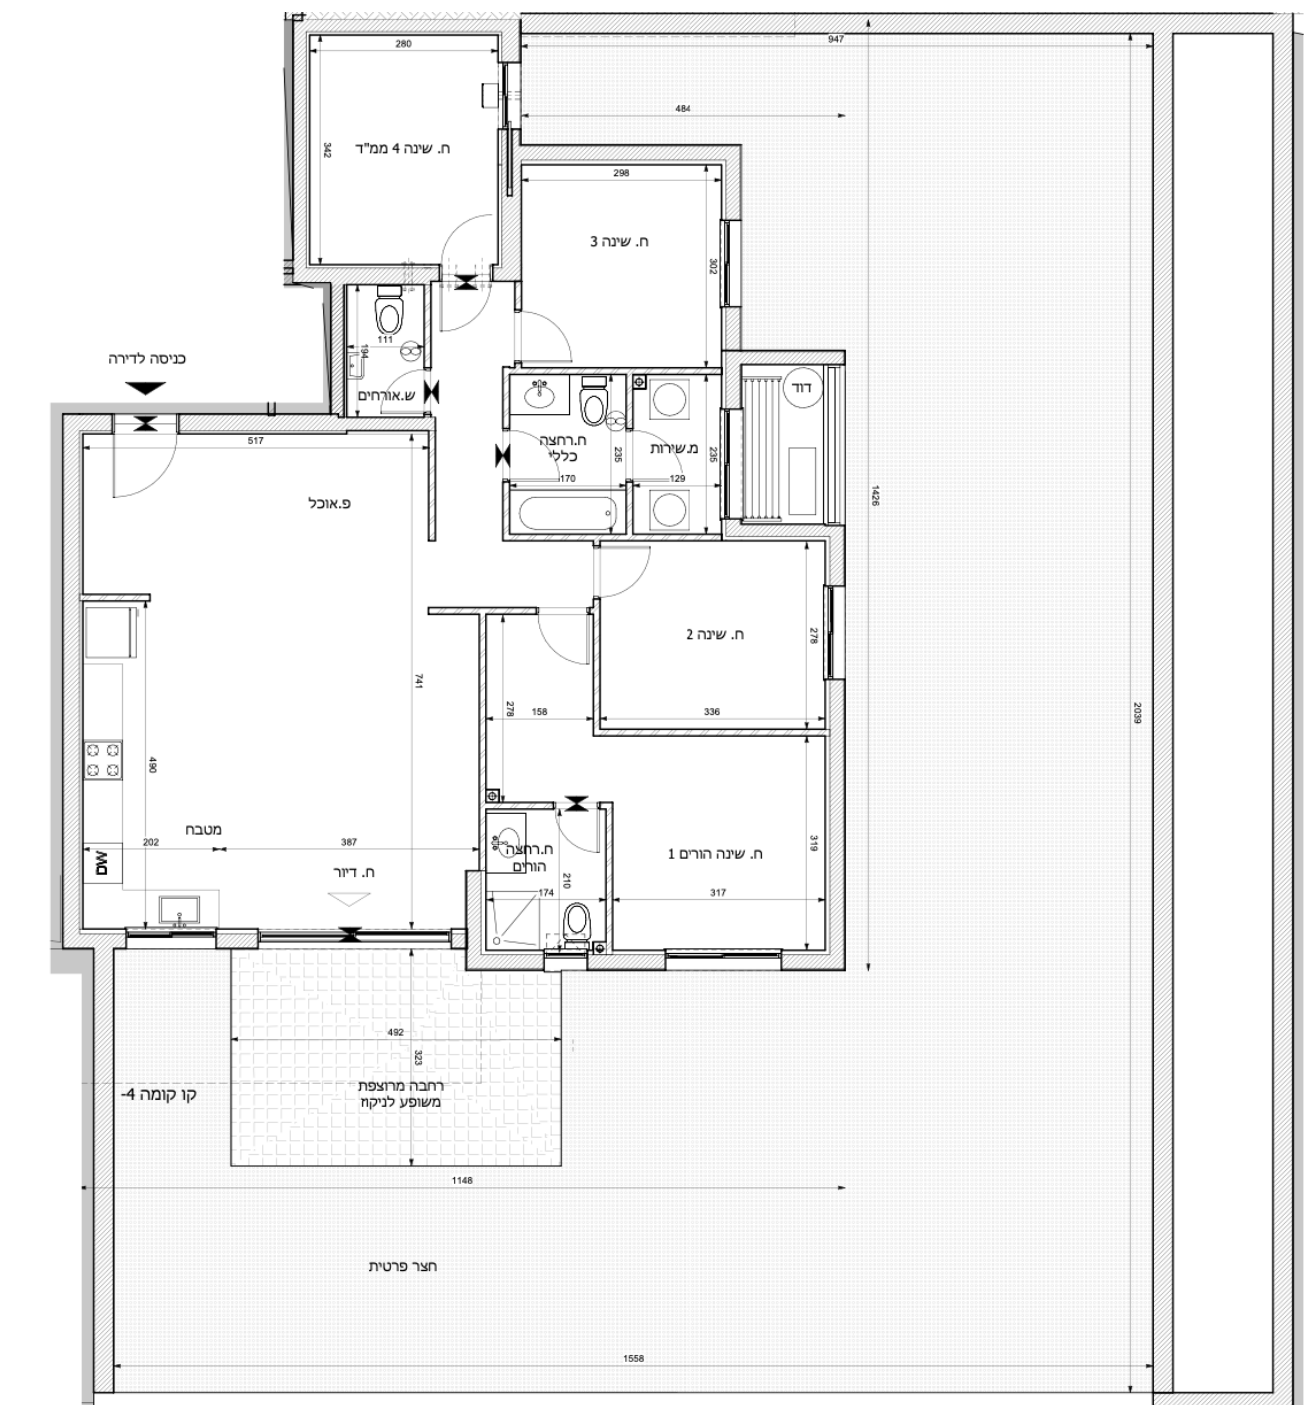 280
947
484
342
ח. שינה 4 ממ"ד
298
ח. שינה 3
302
111
194
ש.אורחים
כניסה לדירה
דוד
ח.רחצה
כללי
מ.שירות
235
235
170
129
517
פ.אוכל
1426
ח. שינה 2
278
336
741
278
158
2039
490
מטבח
202
387
DW
ח. דיור
ח.רחצה
הורים
210
174
ח. שינה הורים 1
319
317
492
323
רחבה מרוצפת
משופע לניקוז
קו קומה 4-
1148
חצר פרטית
1558